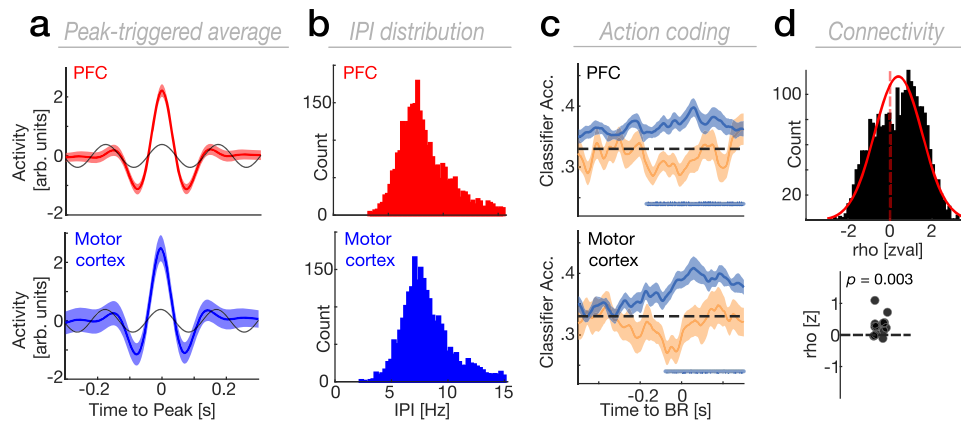 a Peak-triggered average
PFC
Activity
[arb. units]
2
0
-2
Motor
cortex
Activity
[arb. units]
2
0
-2
-0.2 0 0.2
Time to Peak [s]
b IPI distribution
PFC
Count
150
0
Motor
cortex
Count
150
0
0 5 10 15
IPI [Hz]
c Action coding
PFC
Classifier Acc.
.4
.3
Motor
cortex
Classifier Acc.
.4
.3
-0.2 0
Time to BR [s]
d Connectivity
Count
100
20
-2 0 2
rho [zval]
p = 0.003
rho [z]
1
0
-1